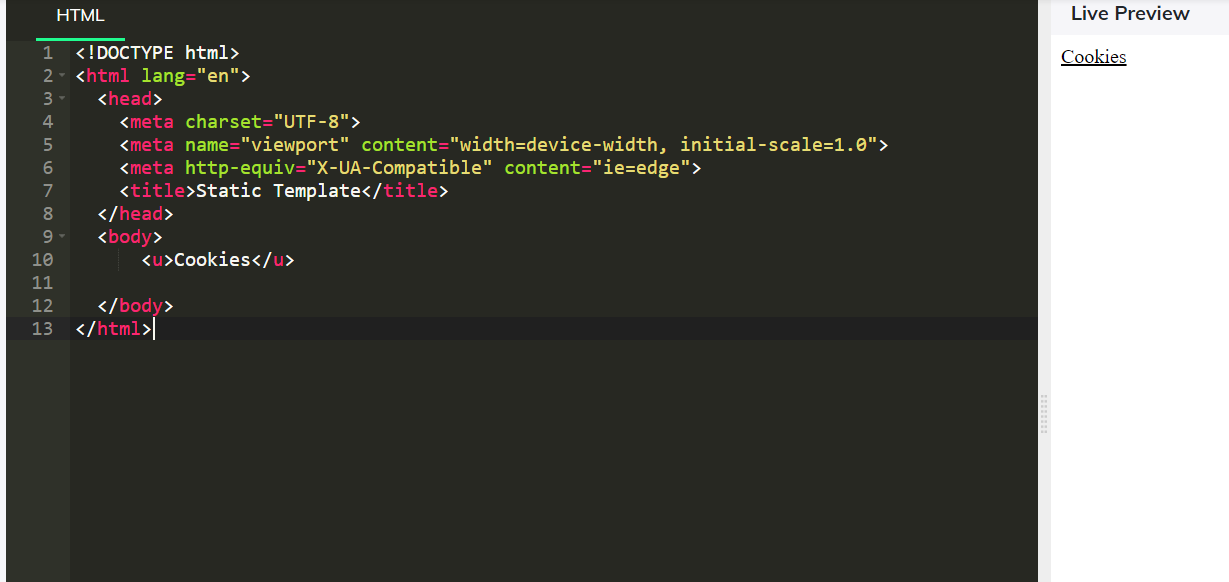 HTML
Live Preview
1 <!DOCTYPE html>
2 <html lang="en">
3 <head>
4 <meta charset="UTF-8">
5 <meta name="viewport" content="width=device-width, initial-scale=1.0">
6 <meta http-equiv="X-UA-Compatible" content="ie=edge">
7 <title>Static Template</title>
8 </head>
9 <body>
10 <u>Cookies</u>
11
12 </body>
13 </html>
Cookies